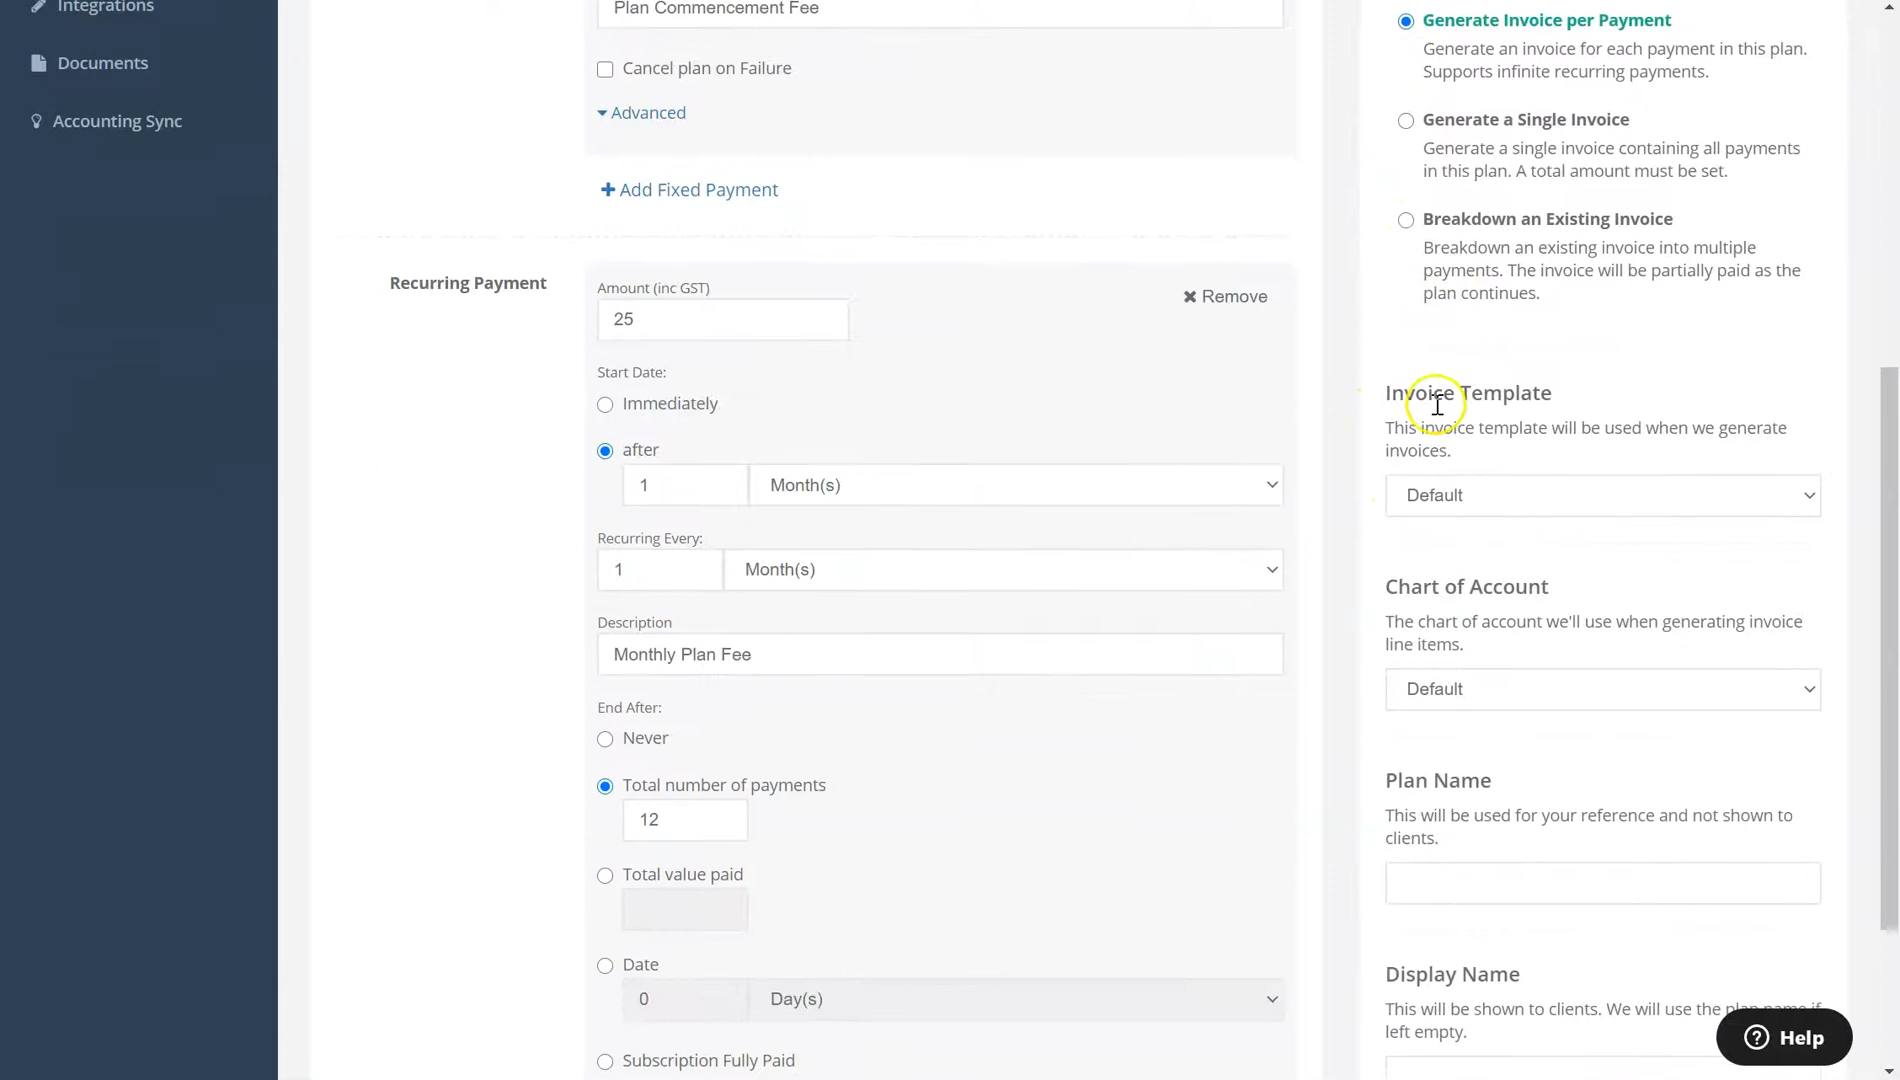 Integrations
Documents
Accounting Sync
Plan Commencement Fee
Cancel plan on Failure
Advanced
Add Fixed Payment
Recurring Payment
Amount (inc GST)
25
Remove
Start Date:
Immediately
after
1
Month(s)
Recurring Every:
1
Month(s)
Description
Monthly Plan Fee
End After:
Never
Total number of payments
12
Total value paid
Date
0
Day(s)
Subscription Fully Paid
Generate Invoice per Payment
Generate an invoice for each payment in this plan.
Supports infinite recurring payments.
Generate a Single Invoice
Generate a single invoice containing all payments
in this plan. A total amount must be set.
Breakdown an Existing Invoice
Breakdown an existing invoice into multiple
payments. The invoice will be partially paid as the
plan continues.
Invoice Template
This invoice template will be used when we generate
invoices.
Default
Chart of Account
The chart of account we'll use when generating invoice
line items.
Default
Plan Name
This will be used for your reference and not shown to
clients.
Display Name
This will be shown to clients. We will use the plan name if
left empty.
Help